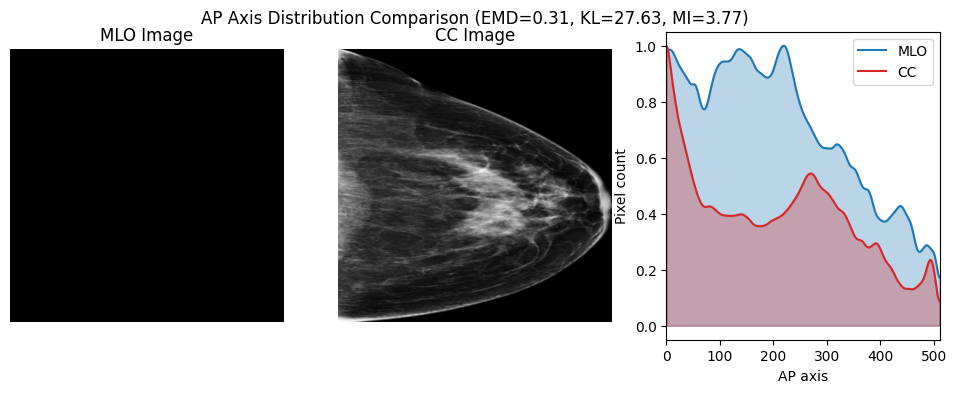 AP Axis Distribution Comparison (EMD=0.31, KL=27.63, MI=3.77)
MLO Image
CC Image
MLO
CC
Pixel count
1.0
0.8
0.6
0.4
0.2
0.0
0 100 200 300 400 500
AP axis